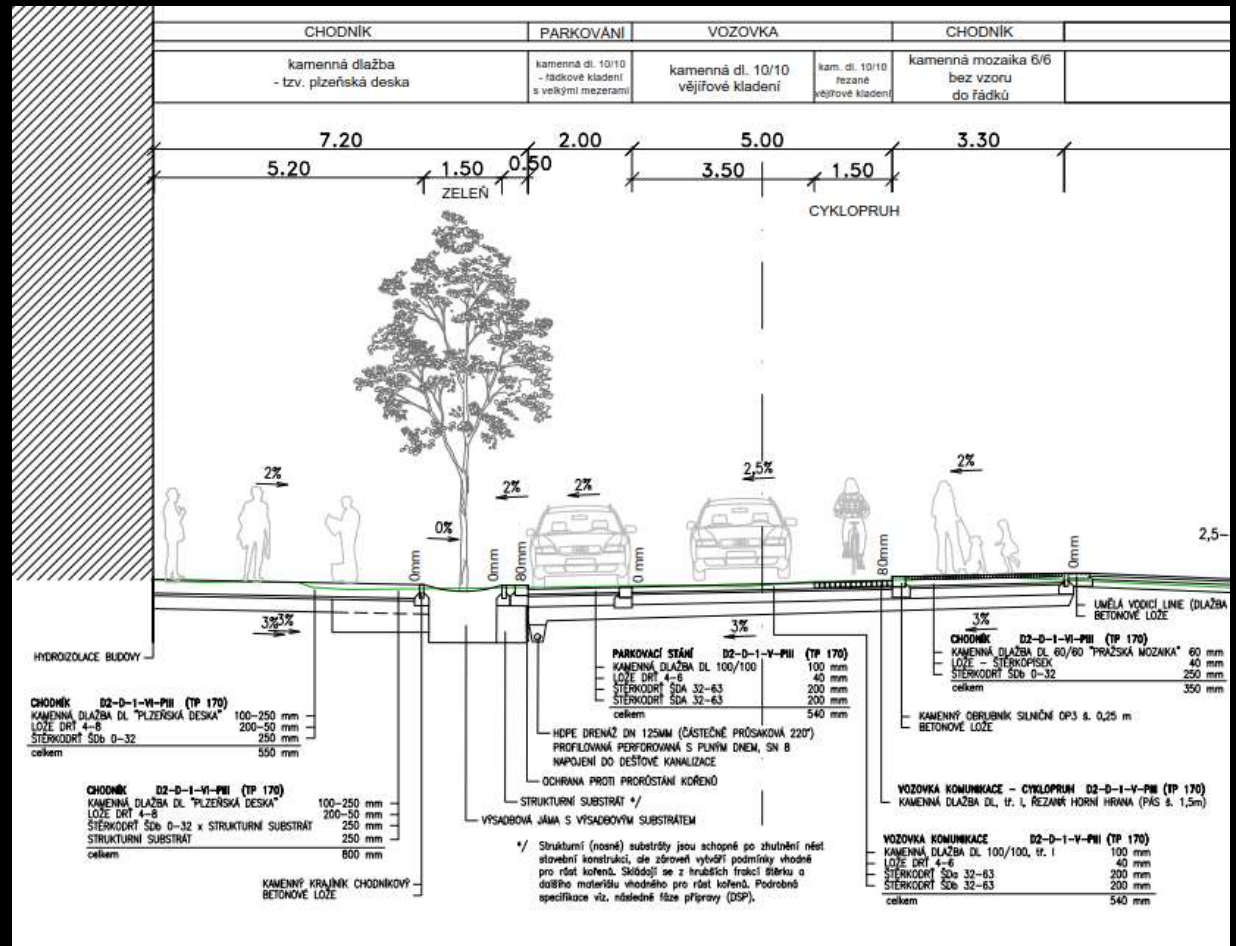 CHODNÍK
PARKOVÁNÍ
VOZOVKA
CHODNÍK
kamenná dlažba
- tzv. plzeňská deska
kamenná dl. 10/10
- řádkové kladení
s velkými mezerami
kamenná dl. 10/10
vějířové kladení
kam. dl. 10/10
řezané
vějířové kladení
kamenná mozaika 6/6
bez vzoru
do řádků
7.20
2.00
5.00
3.30
5.20
1.50
0.50
3.50
1.50
ZELEŇ
CYKLOPRUH
2%
2%
2%
2,5%
2%
0%
2,5-
0mm
0mm
80mm
0mm
80mm
0mm
3%
3%
3%
3%
HYDROIZOLACE BUDOVY
UMĚLÁ VODICÍ LINIE (DLAŽBA
BETONOVÉ LOŽE
CHODNÍK D2-D-1-VI-PIII (TP 170)
KAMENNÁ DLAŽBA DL 60/60 "PRAŽSKÁ MOZAIKA" 60 mm
LOŽE - ŠTĚRKOPÍSEK 40 mm
ŠTĚRKODRŤ ŠDb 0-32 250 mm
celkem 350 mm
KAMENNÝ OBRUBNÍK SILNIČNÍ OP3 š. 0,25 m
BETONOVÉ LOŽE
PARKOVACÍ STÁNÍ D2-D-1-V-PIII (TP 170)
KAMENNÁ DLAŽBA DL 100/100 100 mm
LOŽE DRŤ 4-6 40 mm
ŠTĚRKODRŤ ŠDA 32-63 200 mm
ŠTĚRKODRŤ ŠDA 32-63 200 mm
celkem 540 mm
HDPE DRENÁŽ DN 125MM (ČÁSTEČNĚ PRŮSAKOVÁ 220°)
PROFILOVANÁ PERFOROVANÁ S PLNÝM DNEM, SN 8
NAPOJENÍ DO DEŠŤOVÉ KANALIZACE
OCHRANA PROTI PRORŮSTÁNÍ KOŘENŮ
STRUKTURNÍ SUBSTRÁT */
VÝSADBOVÁ JÁMA S VÝSADBOVÝM SUBSTRÁTEM
CHODNÍK D2-D-1-VI-PIII (TP 170)
KAMENNÁ DLAŽBA DL "PLZEŇSKÁ DESKA" 100-250 mm
LOŽE DRŤ 4-8 200-50 mm
ŠTĚRKODRŤ ŠDb 0-32 250 mm
celkem 550 mm
CHODNÍK D2-D-1-VI-PIII (TP 170)
KAMENNÁ DLAŽBA DL "PLZEŇSKÁ DESKA" 100-250 mm
LOŽE DRŤ 4-8 200-50 mm
ŠTĚRKODRŤ ŠDb 0-32 x STRUKTURNÍ SUBSTRÁT 250 mm
STRUKTURNÍ SUBSTRÁT 250 mm
celkem 800 mm
KAMENNÝ KRAJNÍK CHODNÍKOVÝ
BETONOVÉ LOŽE
*/ Strukturní (nosné) substráty jsou schopné po zhutnění nést
stavební konstrukci, ale zároveň vytváří podmínky vhodné
pro růst kořenů. Skládají se z hrubších frakcí štěrku a
dalšího materiálu vhodného pro růst kořenů. Podrobná
specifikace viz. následné fáze přípravy (DSP).
VOZOVKA KOMUNIKACE - CYKLOPRUH D2-D-1-V-PIII (TP 170)
KAMENNÁ DLAŽBA DL, tř. I, ŘEZANÁ HORNÍ HRANA (PÁS š. 1,5m)
VOZOVKA KOMUNIKACE D2-D-1-V-PIII (TP 170)
KAMENNÁ DLAŽBA DL 100/100, tř. I 100 mm
LOŽE DRŤ 4-6 40 mm
ŠTĚRKODRŤ ŠDa 32-63 200 mm
ŠTĚRKODRŤ ŠDb 32-63 200 mm
celkem 540 mm